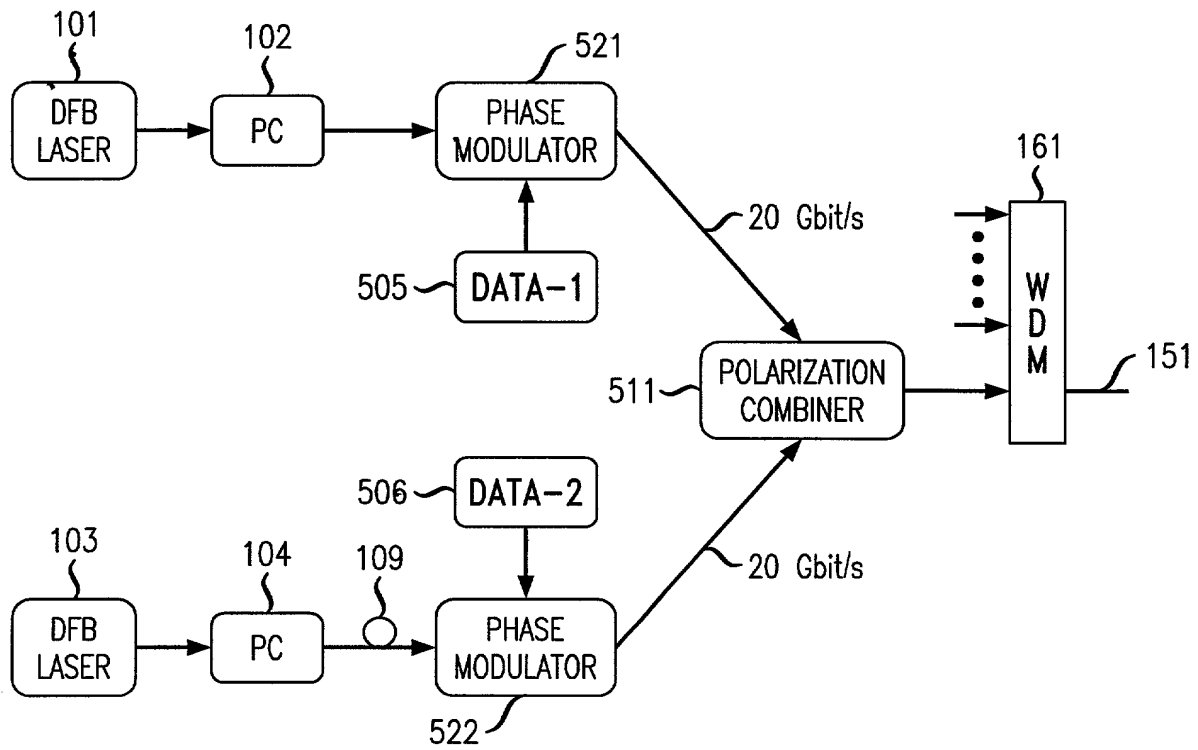 101
102
521
DFB
LASER
PC
PHASE
MODULATOR
161
20 Gbit/s
505
DATA-1
W
D
M
151
511
POLARIZATION
COMBINER
506
DATA-2
103
104
109
20 Gbit/s
DFB
LASER
PC
PHASE
MODULATOR
522